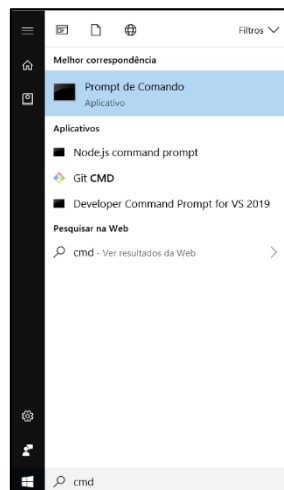 Filtros
Melhor correspondência
Prompt de Comando
Aplicativo
Aplicativos
Node.js command prompt
Git CMD
Developer Command Prompt for VS 2019
Pesquisar na Web
cmd - Ver resultados da Web
cmd